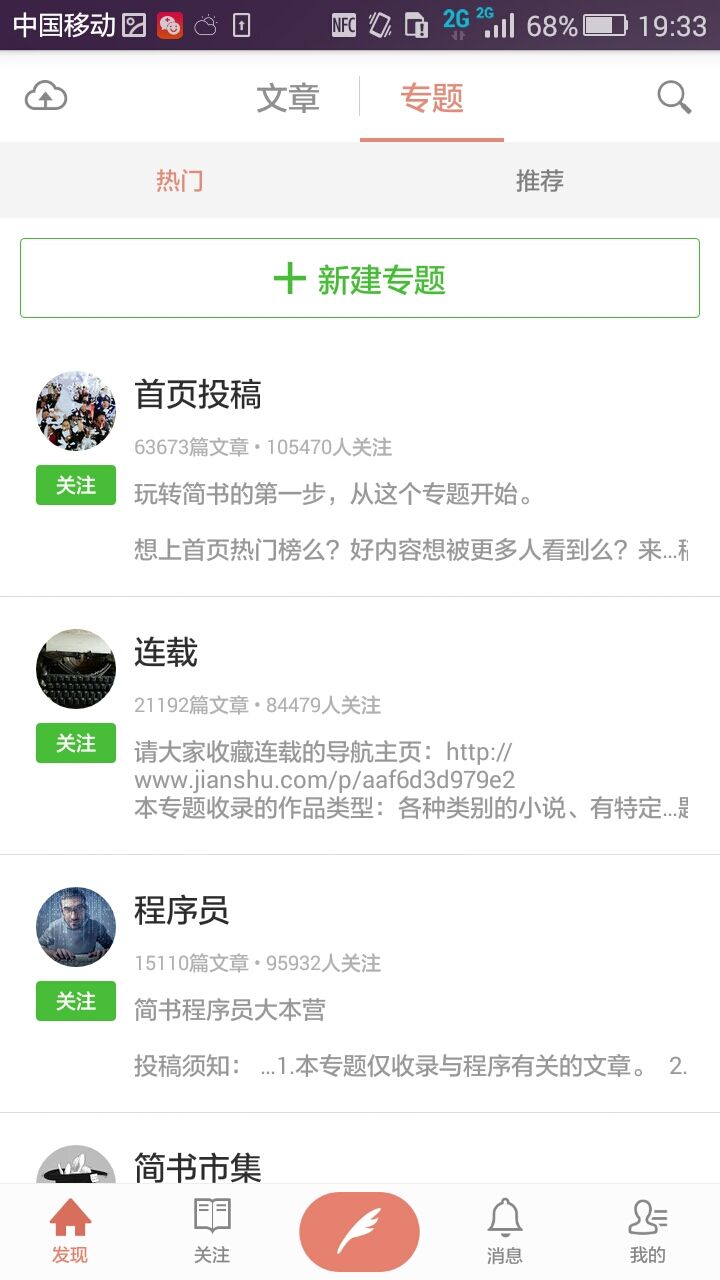 中国移动 NFC 2G 2G 68% 19:33
文章 专题
热门 推荐
新建专题
首页投稿
63673篇文章 • 105470人关注
关注
玩转简书的第一步，从这个专题开始。
想上首页热门榜么？好内容想被更多人看到么？来...稿
连载
21192篇文章 • 84479人关注
关注
请大家收藏连载的导航主页：http://
www.jianshu.com/p/aaf6d3d979e2
本专题收录的作品类型：各种类别的小说、有特定...题
程序员
15110篇文章 • 95932人关注
关注
简书程序员大本营
投稿须知： ...1.本专题仅收录与程序有关的文章。 2.
简书市集
发现 关注 消息 我的